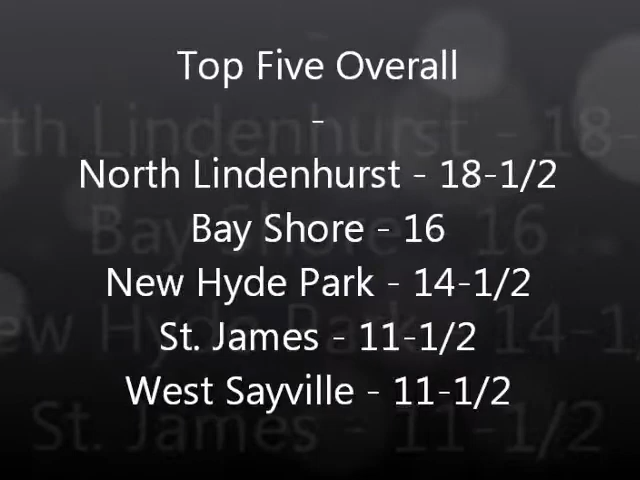 Top Five Overall
-
North Lindenhurst - 18-1/2
Bay Shore - 16
New Hyde Park - 14-1/2
St. James - 11-1/2
West Sayville - 11-1/2